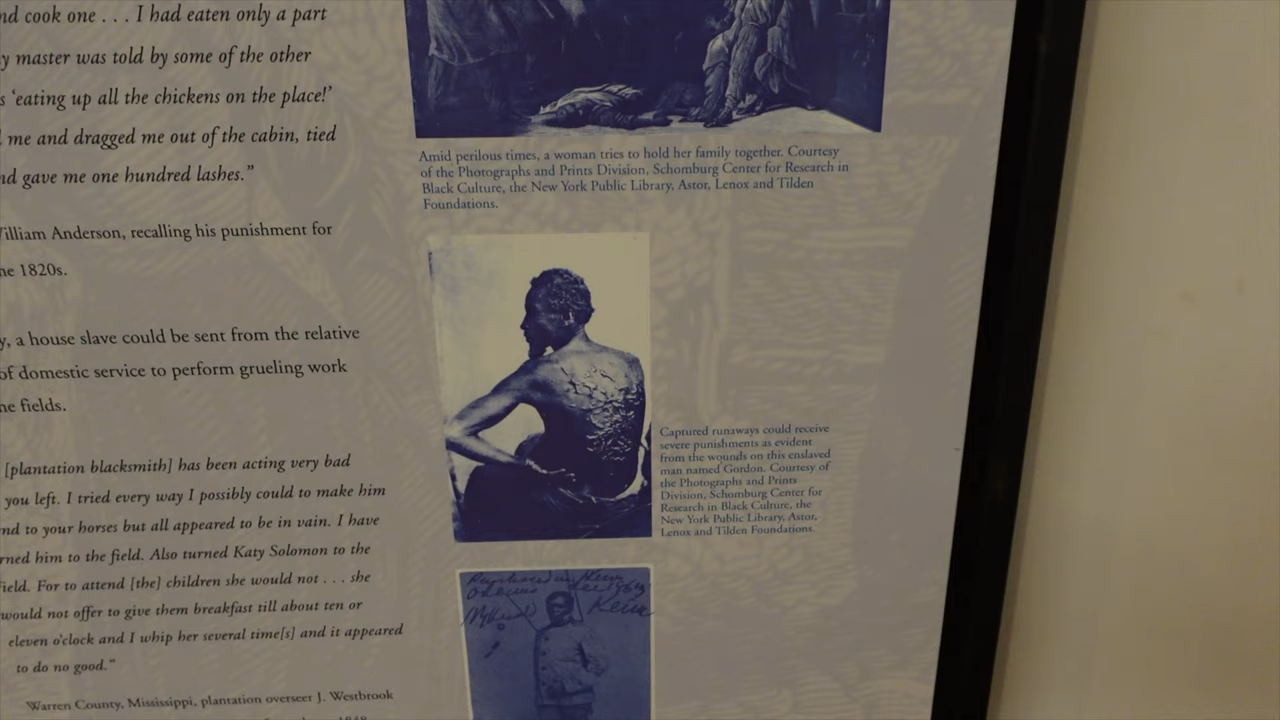 nd cook one . . . I had eaten only a part
y master was told by some of the other
s ‘eating up all the chickens on the place!’
me and dragged me out of the cabin, tied
nd gave me one hundred lashes.”
William Anderson, recalling his punishment for
he 1820s.
y, a house slave could be sent from the relative
of domestic service to perform grueling work
he fields.
[plantation blacksmith] has been acting very bad
you left. I tried every way I possibly could to make him
nd to your horses but all appeared to be in vain. I have
rned him to the field. Also turned Katy Solomon to the
field. For to attend [the] children she would not . . . she
would not offer to give them breakfast till about ten or
eleven o'clock and I whip her several time[s] and it appeared
to do no good."
Warren County, Mississippi, plantation overseer J. Westbrook
Amid perilous times, a woman tries to hold her family together. Courtesy
of the Photographs and Prints Division, Schomburg Center for Research in
Black Culture, the New York Public Library, Astor, Lenox and Tilden
Foundations.
Captured runaways could receive
severe punishments as evident
from the wounds on this enslaved
man named Gordon. Courtesy of
the Photographs and Prints
Division, Schomburg Center for
Research in Black Culture, the
New York Public Library, Astor,
Lenox and Tilden Foundations.